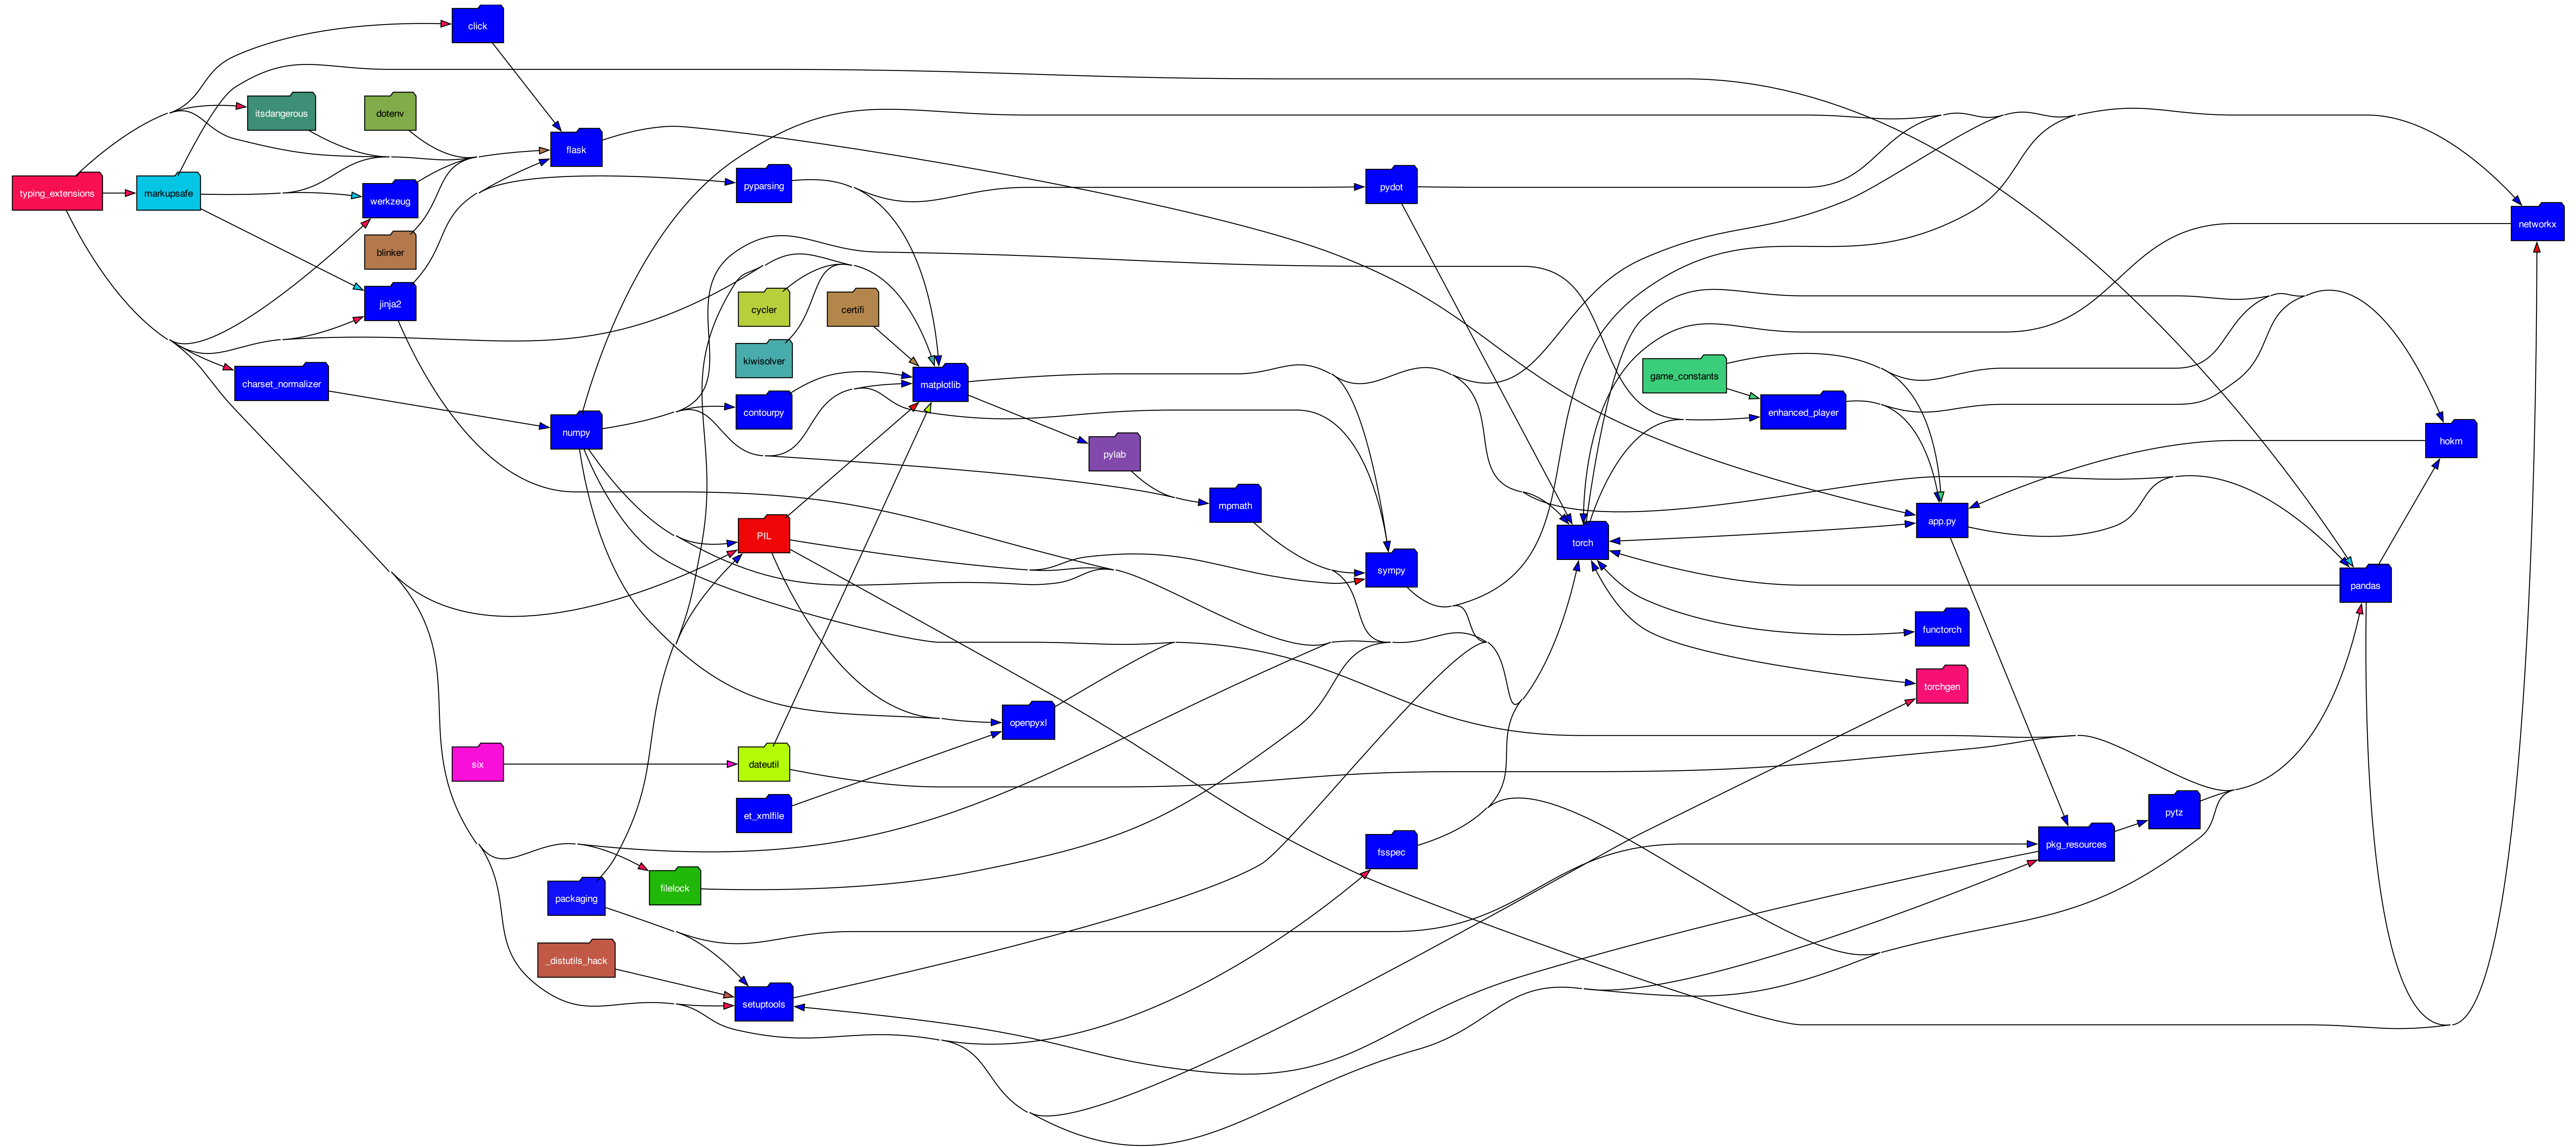 click
itsdangerous
dotenv
flask
typing_extensions
markupsafe
werkzeug
pyparsing
pydot
networkx
blinker
jinja2
cycler
certifi
kiwisolver
charset_normalizer
matplotlib
game_constants
contourpy
enhanced_player
numpy
pylab
hokm
mpmath
PIL
app.py
torch
sympy
pandas
functorch
torchgen
openpyxl
six
dateutil
et_xmlfile
pytz
fsspec
pkg_resources
filelock
packaging
_distutils_hack
setuptools